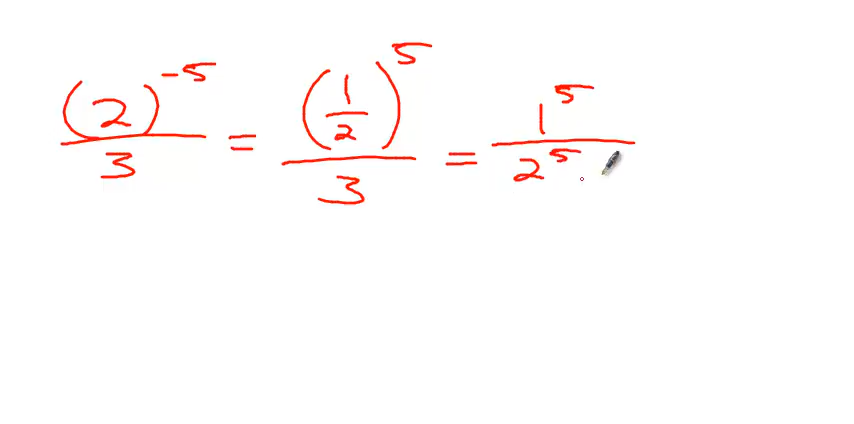 (2)^-5 / 3 = (1/2)^5 / 3 = 1^5 / 2^5 .